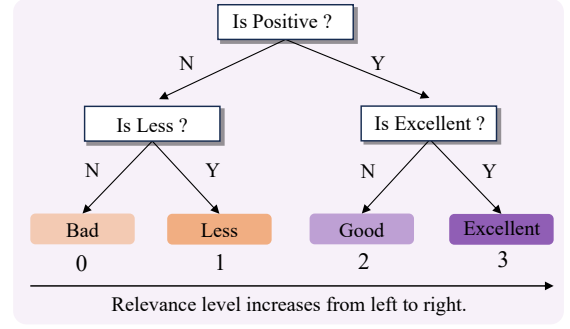 Is Positive ?
N
Y
Is Less ?
Is Excellent ?
N
Y
N
Y
Bad
Less
Good
Excellent
0
1
2
3
Relevance level increases from left to right.